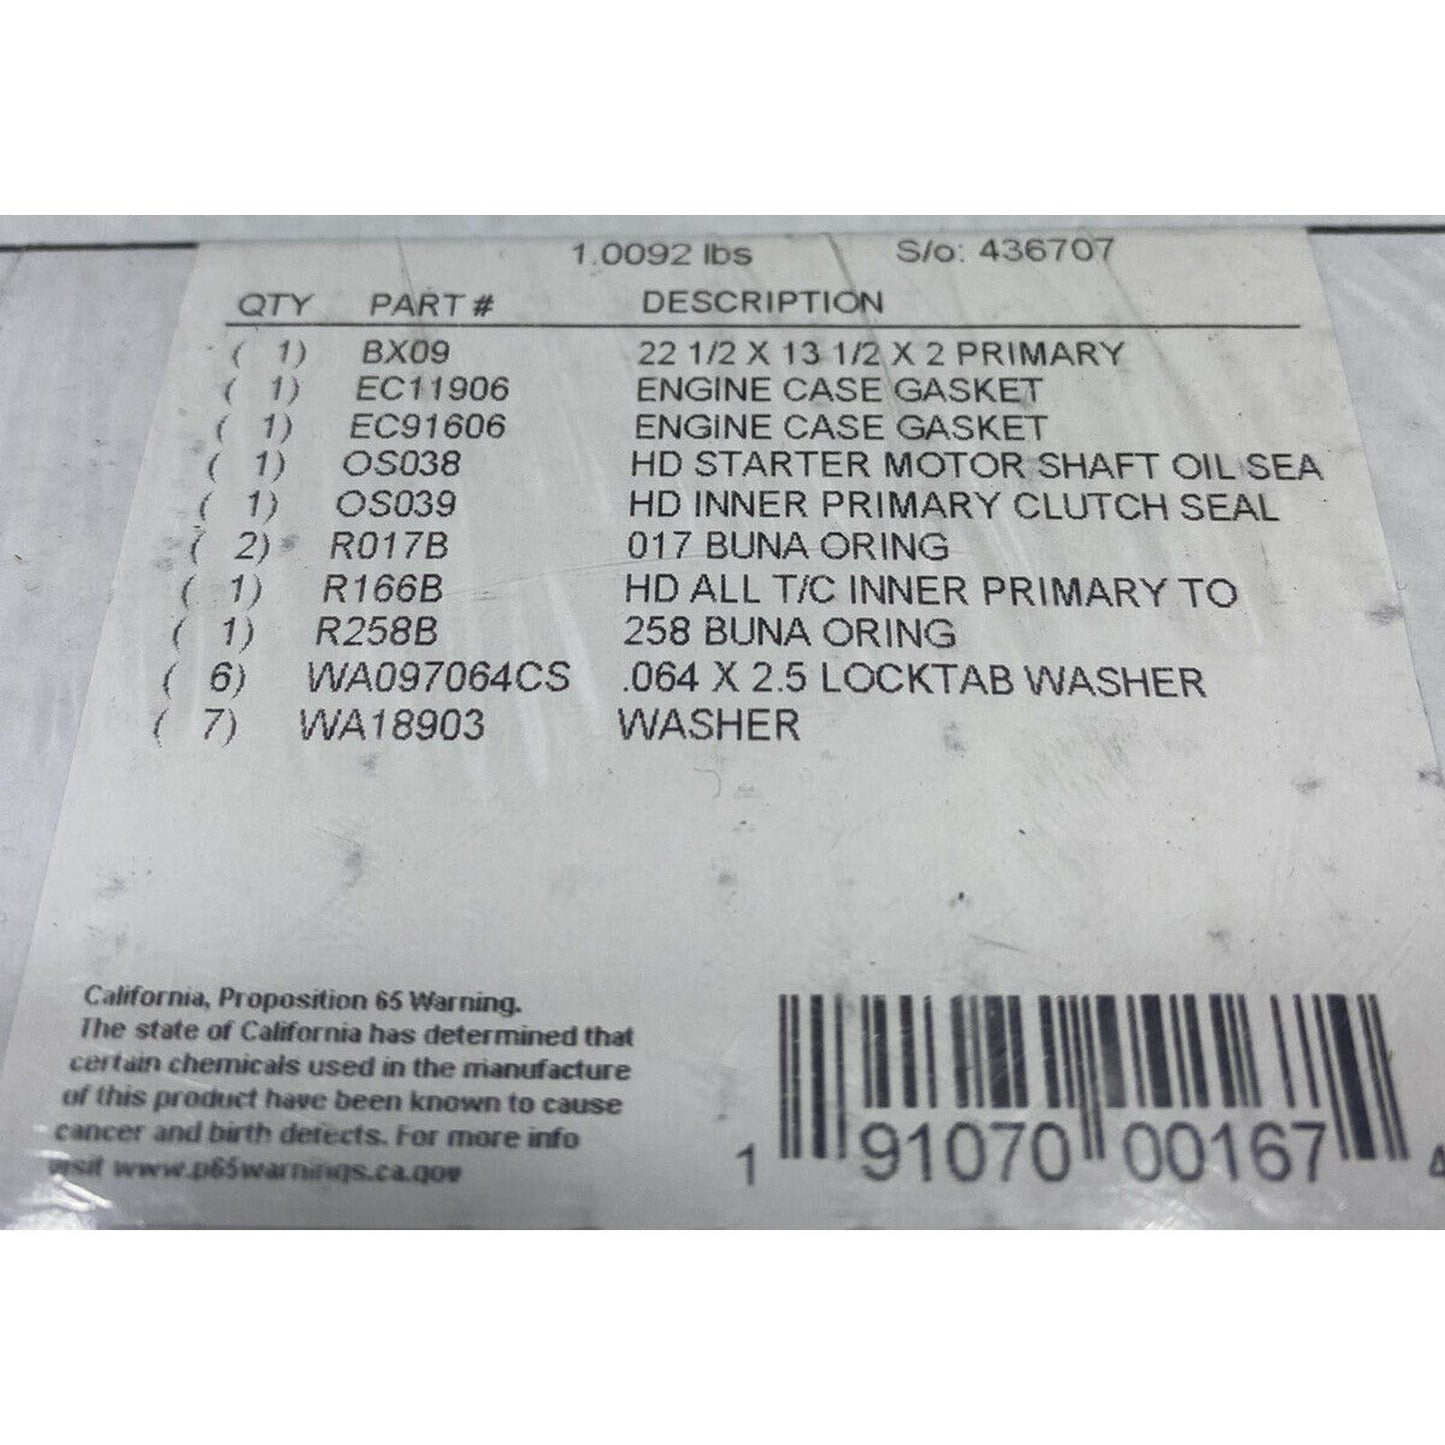 1.0092 lbs S/o: 436707
QTY PART # DESCRIPTION
( 1) BX09 22 1/2 X 13 1/2 X 2 PRIMARY
( 1) EC11906 ENGINE CASE GASKET
( 1) EC91606 ENGINE CASE GASKET
( 1) OS038 HD STARTER MOTOR SHAFT OIL SEA
( 1) OS039 HD INNER PRIMARY CLUTCH SEAL
( 2) R017B 017 BUNA ORING
( 1) R166B HD ALL T/C INNER PRIMARY TO
( 1) R258B 258 BUNA ORING
( 6) WA097064CS .064 X 2.5 LOCKTAB WASHER
( 7) WA18903 WASHER
California, Proposition 65 Warning.
The state of California has determined that
certain chemicals used in the manufacture
of this product have been known to cause
cancer and birth defects. For more info
visit www.p65warnings.ca.gov
1 91070 00167 4